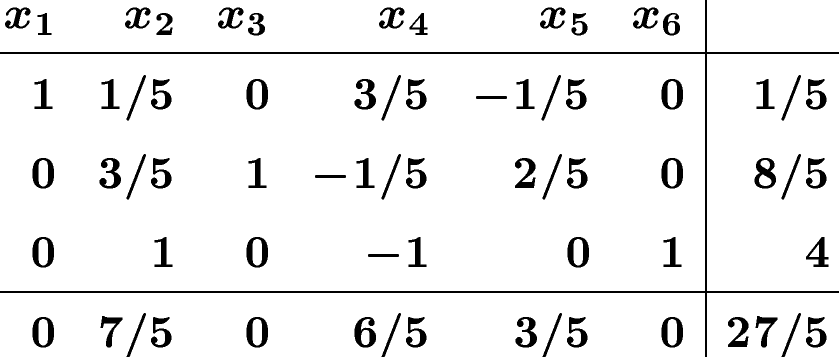 x₁ x₂ x₃ x₄ x₅ x₆
1 1/5 0 3/5 −1/5 0 1/5
0 3/5 1 −1/5 2/5 0 8/5
0 1 0 −1 0 1 4
0 7/5 0 6/5 3/5 0 27/5